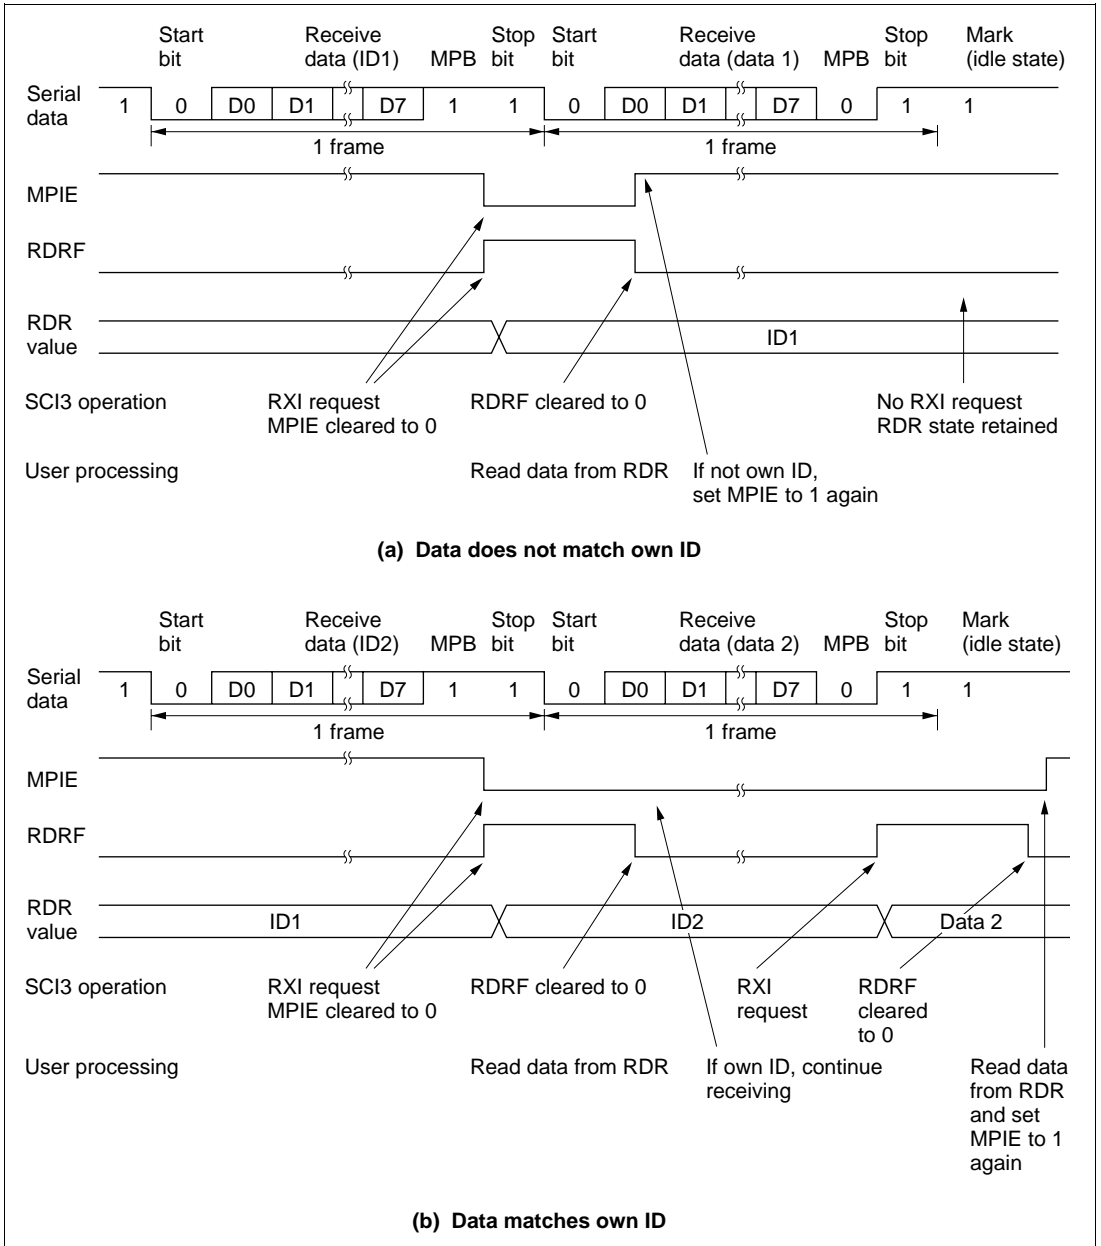 Start Receive Stop Start Receive Stop Mark
bit data (ID1) MPB bit bit data (data 1) MPB bit (idle state)
Serial
data 1 0 D0 D1 D7 1 1 0 D0 D1 D7 0 1 1
1 frame 1 frame
MPIE
RDRF
RDR
value ID1
SCI3 operation RXI request RDRF cleared to 0 No RXI request
MPIE cleared to 0 RDR state retained
User processing Read data from RDR If not own ID,
set MPIE to 1 again
(a) Data does not match own ID
Start Receive Stop Start Receive Stop Mark
bit data (ID2) MPB bit bit data (data 2) MPB bit (idle state)
Serial
data 1 0 D0 D1 D7 1 1 0 D0 D1 D7 0 1 1
1 frame 1 frame
MPIE
RDRF
RDR
value ID1 ID2 Data 2
SCI3 operation RXI request RDRF cleared to 0 RXI RDRF
MPIE cleared to 0 request cleared
to 0
User processing Read data from RDR If own ID, continue Read data
receiving from RDR
and set
MPIE to 1
again
(b) Data matches own ID